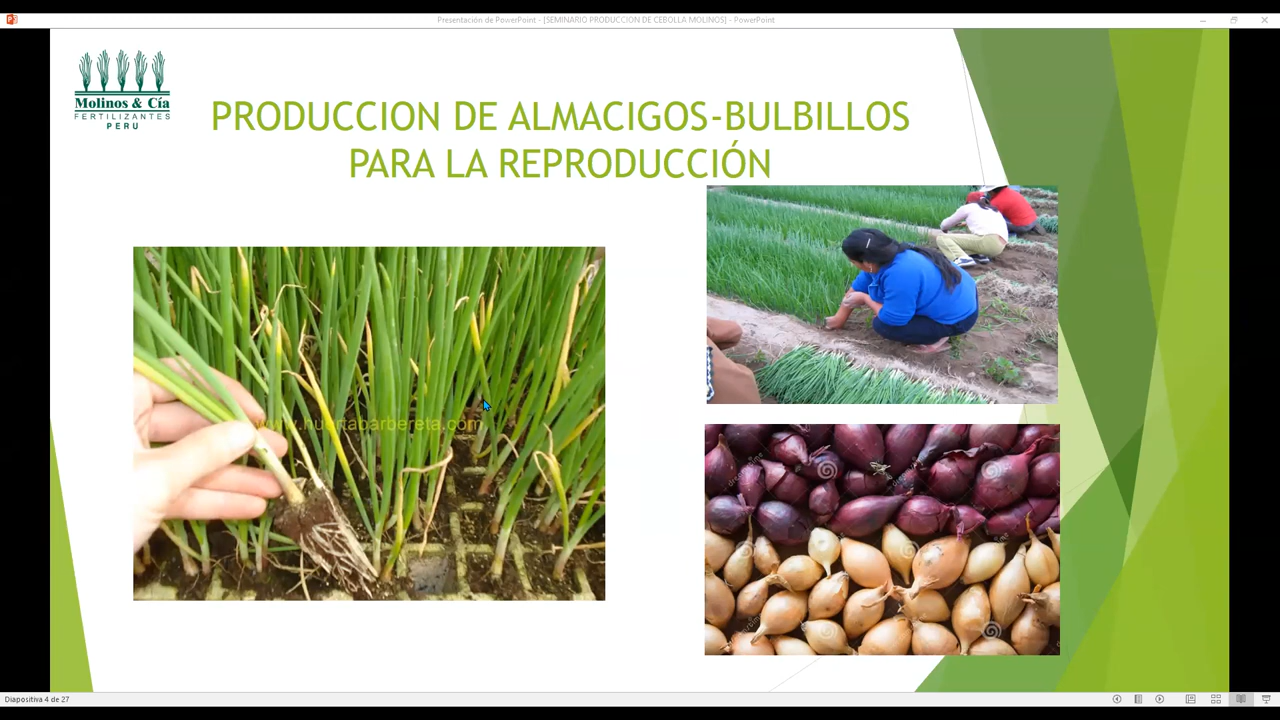 Presentación de PowerPoint - [SEMINARIO PRODUCCION DE CEBOLLA MOLINOS] - PowerPoint
Molinos & Cía
FERTILIZANTES
PERU
PRODUCCION DE ALMACIGOS-BULBILLOS
PARA LA REPRODUCCIÓN
www.huertabarbereta.com
Diapositiva 4 de 27